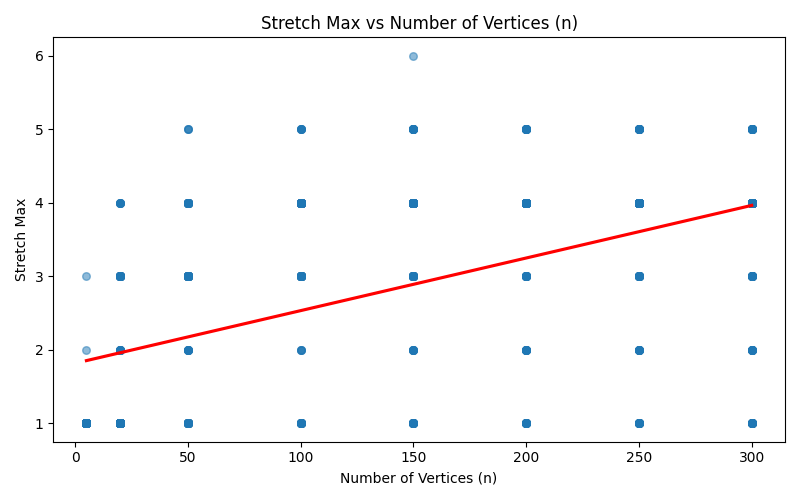 Stretch Max vs Number of Vertices (n)
6
5
4
3
2
1
Stretch Max
0 50 100 150 200 250 300
Number of Vertices (n)